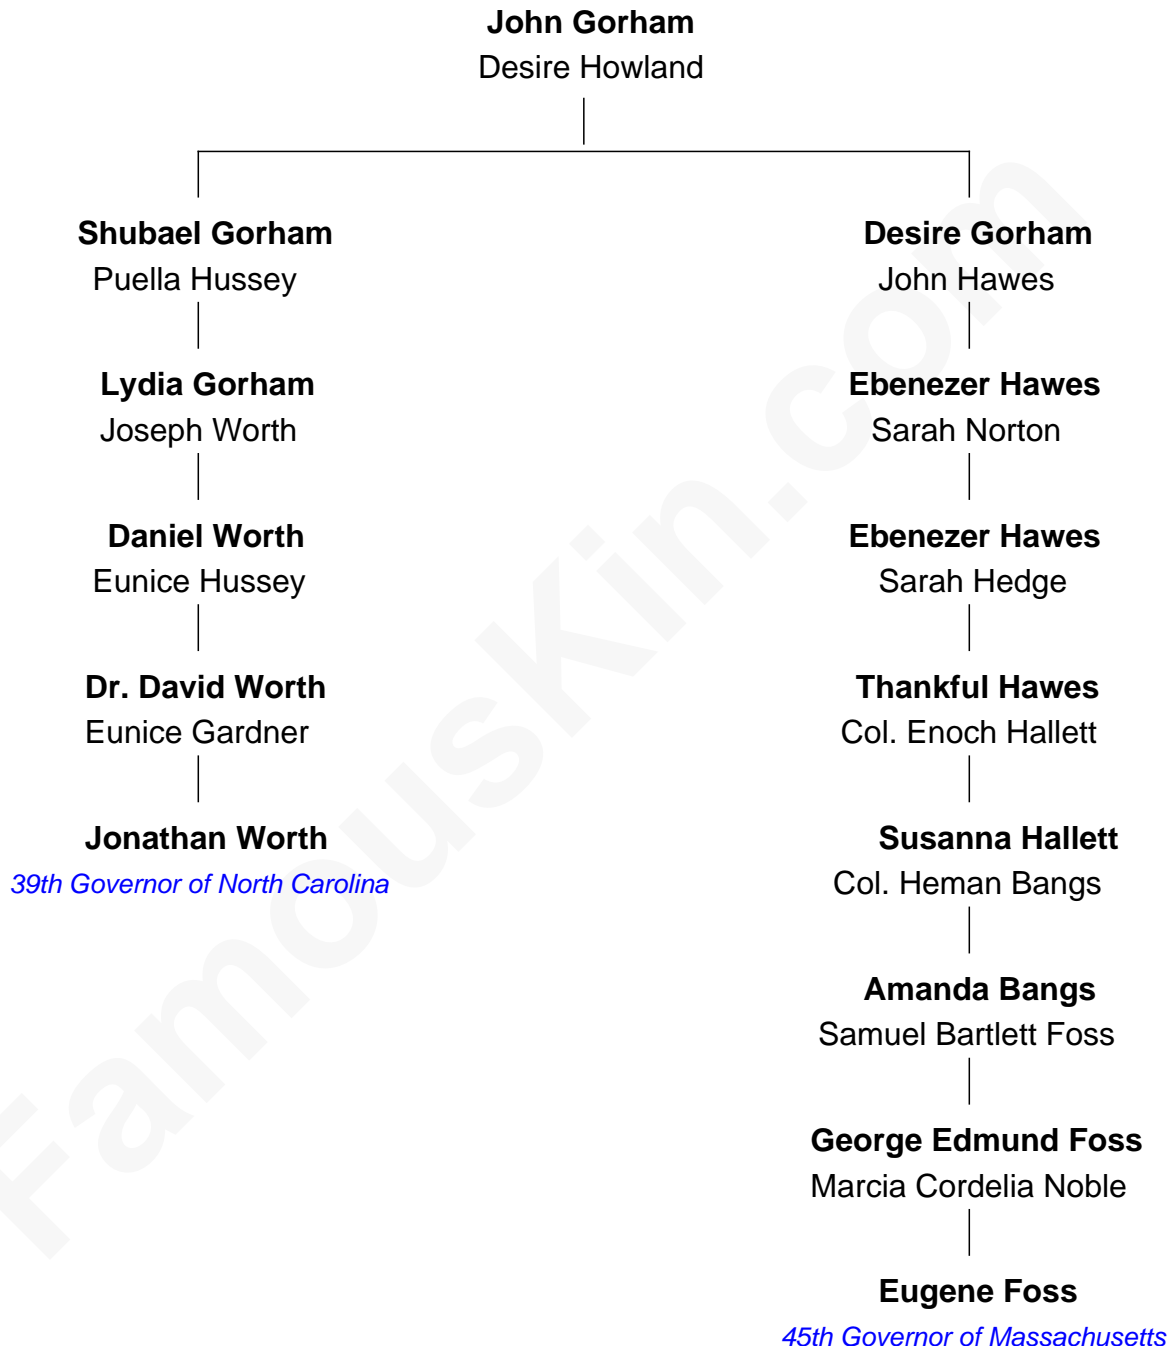 John Gorham
Desire Howland
Shubael Gorham
Puella Hussey
Lydia Gorham
Joseph Worth
Daniel Worth
Eunice Hussey
Dr. David Worth
Eunice Gardner
Jonathan Worth
39th Governor of North Carolina
Desire Gorham
John Hawes
Ebenezer Hawes
Sarah Norton
Ebenezer Hawes
Sarah Hedge
Thankful Hawes
Col. Enoch Hallett
Susanna Hallett
Col. Heman Bangs
Amanda Bangs
Samuel Bartlett Foss
George Edmund Foss
Marcia Cordelia Noble
Eugene Foss
45th Governor of Massachusetts
FamousKin.com